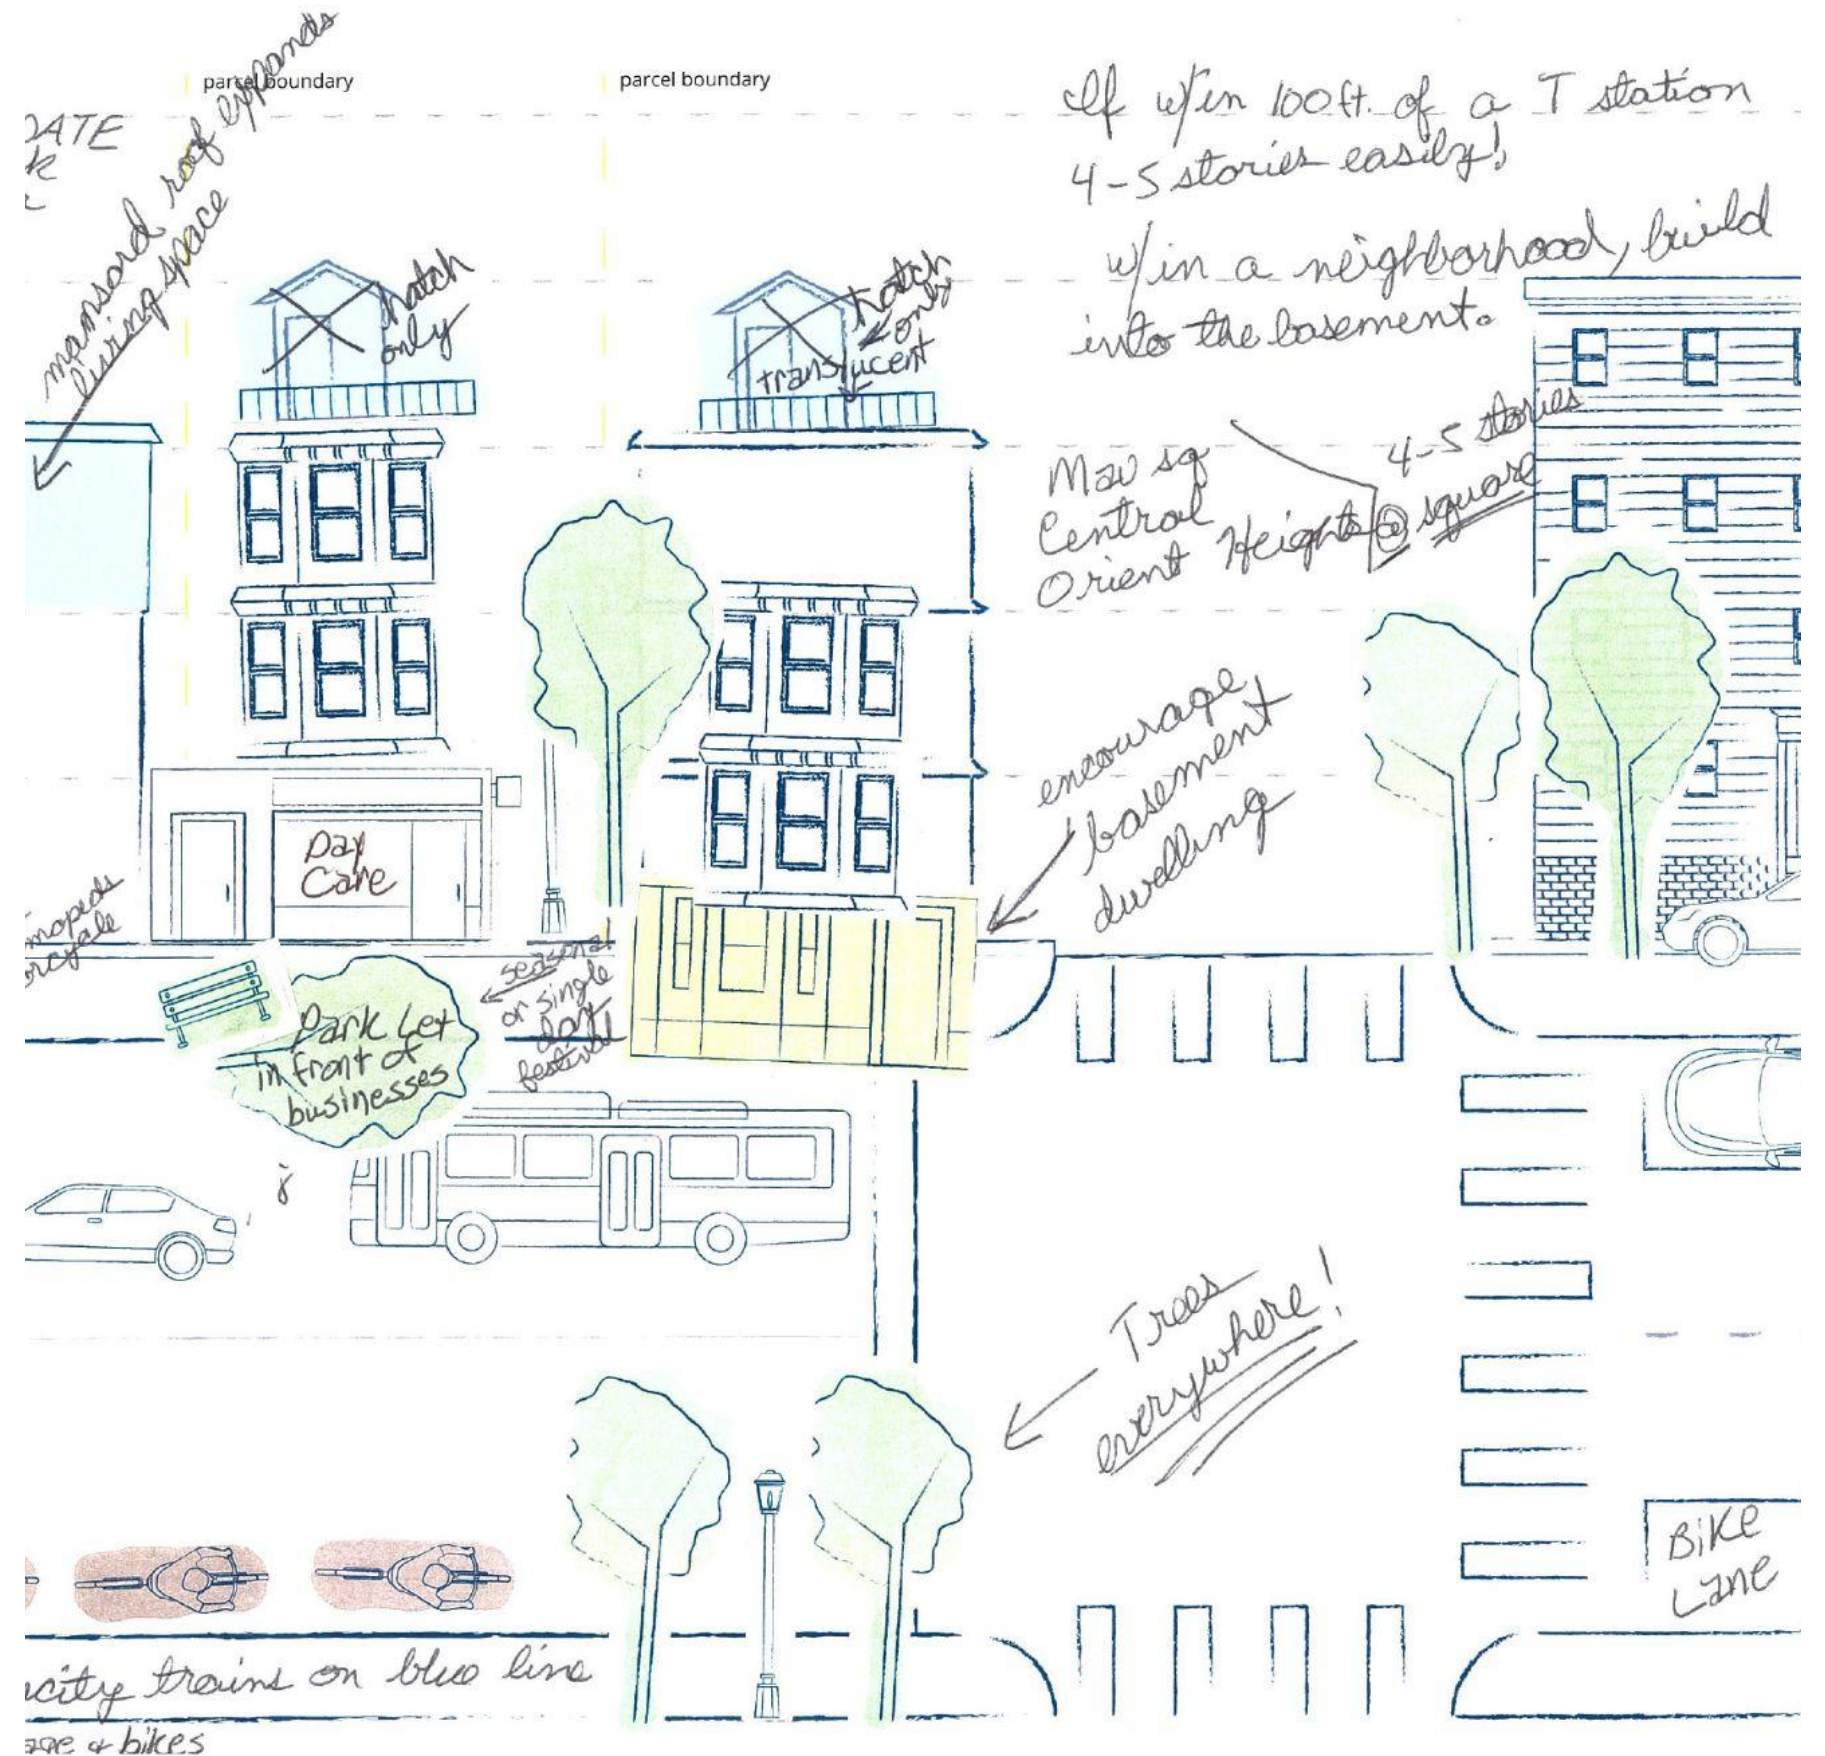 parcel boundary
parcel boundary
mansard roof expands
living space
hatch
only
hatch
only
translucent
If w/in 100 ft. of a T station
4-5 stories easily!
w/in a neighborhood, build
into the basement.
Mav sq
Central
Orient Heights @ square
4-5 stories
encourage
basement
dwelling
Day
Care
mopeds
seasonal
or single
day
festival
Park Let
in front of
businesses
Trees
everywhere!
Bike
Lane
trains on blue line
& bikes